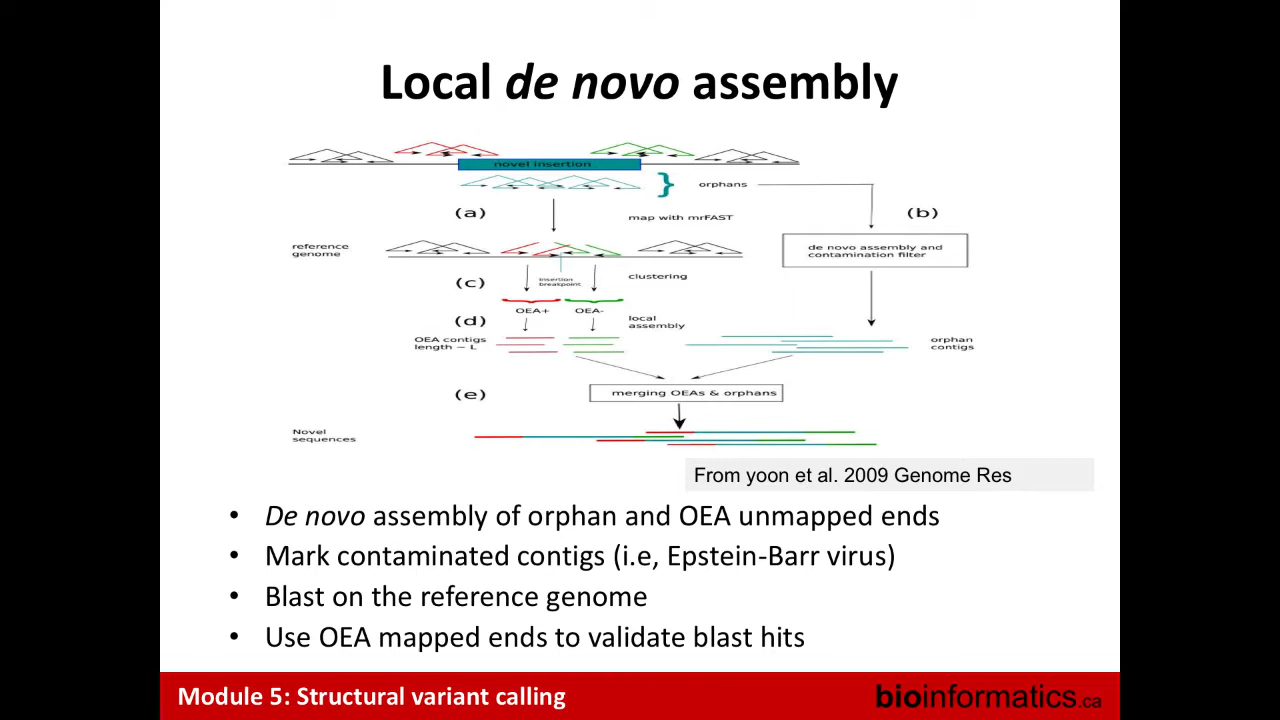 Local de novo assembly
novel insertion
orphans
(a)
map with mrFAST
(b)
reference
genome
de novo assembly and
contamination filter
(c)
insertion
breakpoint
clustering
OEA+
OEA-
(d)
local
assembly
OEA contigs
length ~ L
orphan
contigs
(e)
merging OEAs & orphans
Novel
sequences
From yoon et al. 2009 Genome Res
• De novo assembly of orphan and OEA unmapped ends
• Mark contaminated contigs (i.e, Epstein-Barr virus)
• Blast on the reference genome
• Use OEA mapped ends to validate blast hits
Module 5: Structural variant calling
bioinformatics.ca